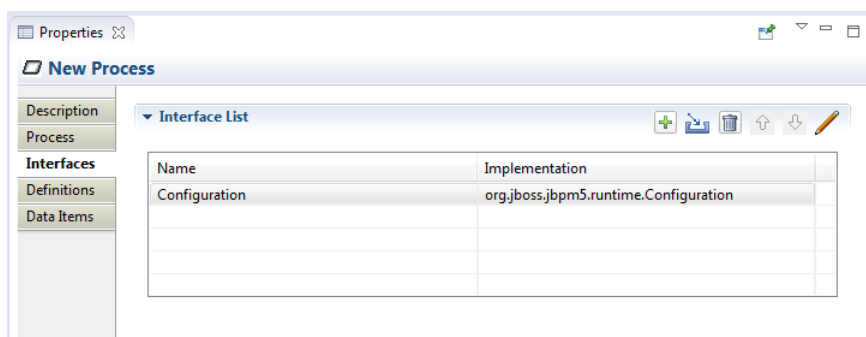 Properties
New Process
Description
Process
Interfaces
Definitions
Data Items
Interface List
Name Implementation
Configuration org.jboss.jbpm5.runtime.Configuration